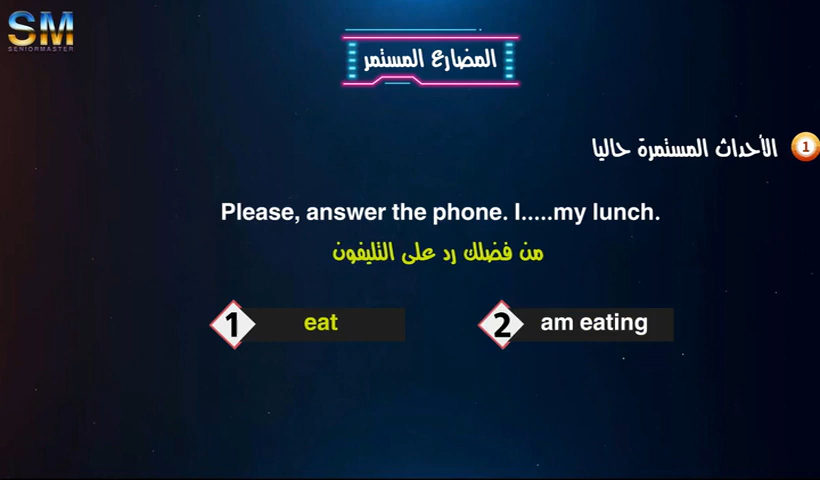 SM
SENIORMASTER
المضارع المستمر
1 الأحداث المستمرة حاليا
Please, answer the phone. I.....my lunch.
من فضلك رد على التليفون
1 eat
2 am eating